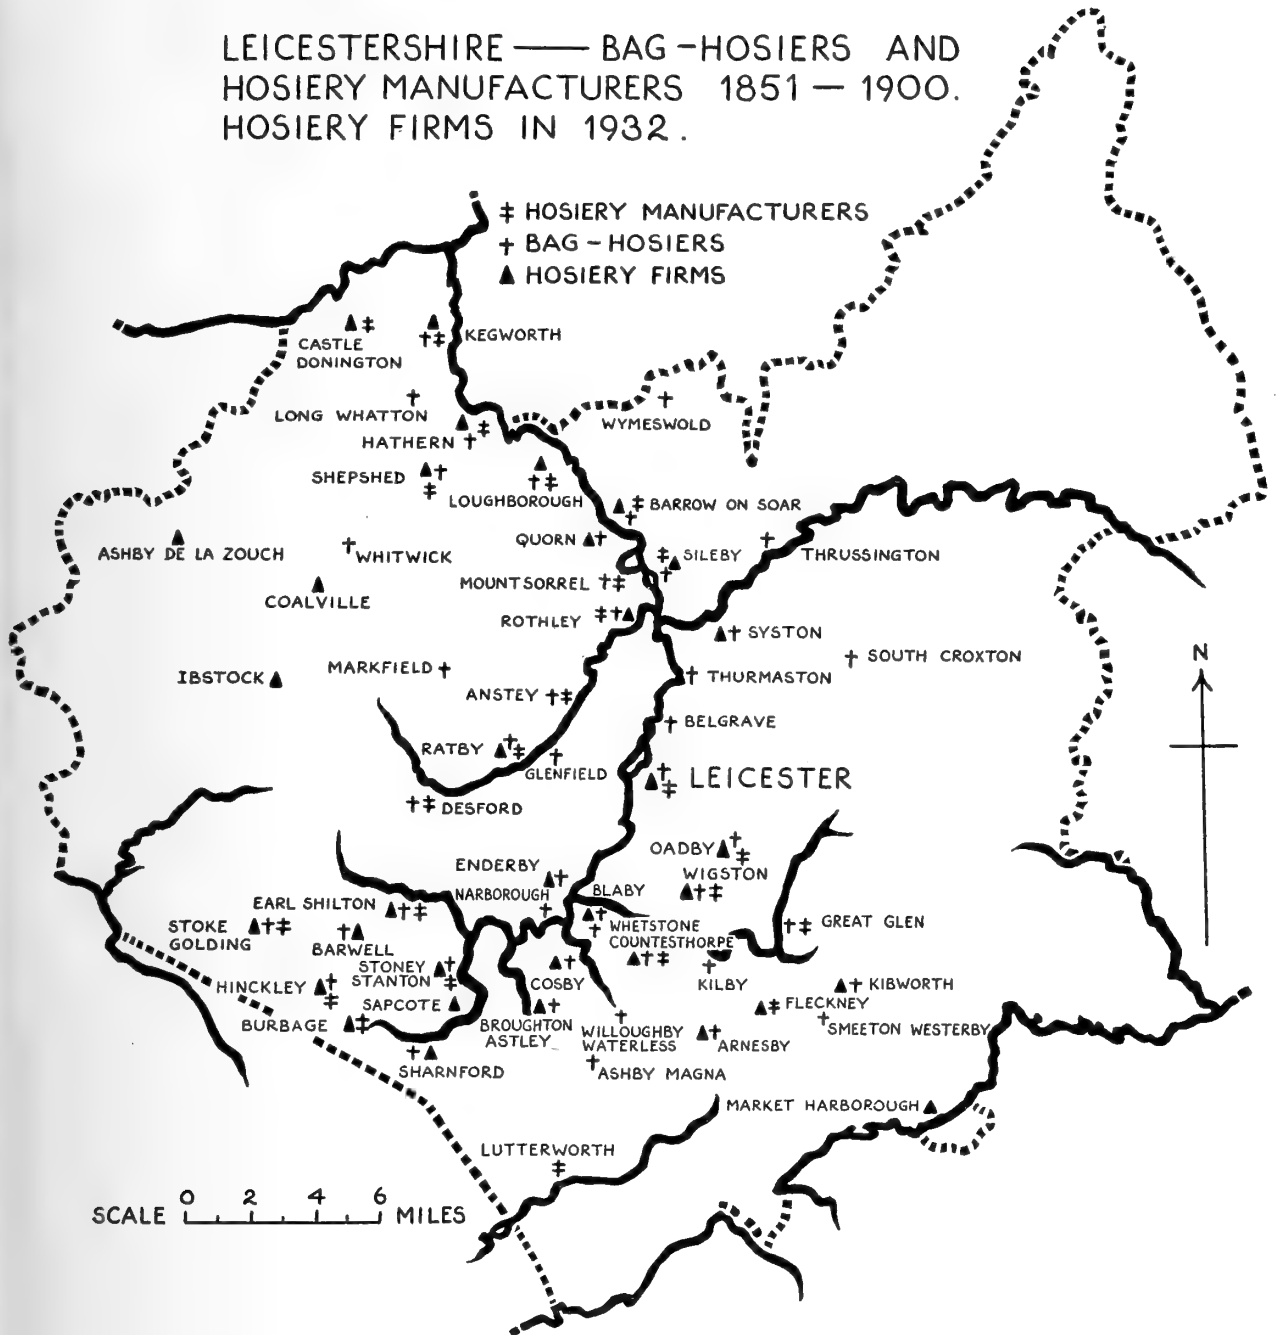 LEICESTERSHIRE — BAG-HOSIERS AND
HOSIERY MANUFACTURERS 1851 — 1900.
HOSIERY FIRMS IN 1932.
‡ HOSIERY MANUFACTURERS
† BAG-HOSIERS
▲ HOSIERY FIRMS
CASTLE
DONINGTON
KEGWORTH
LONG WHATTON
HATHERN
WYMESWOLD
SHEPSHED
LOUGHBOROUGH
BARROW ON SOAR
ASHBY DE LA ZOUCH
WHITWICK
QUORN
SILEBY
THRUSSINGTON
MOUNTSORREL
COALVILLE
ROTHLEY
SYSTON
SOUTH CROXTON
N
IBSTOCK
MARKFIELD
THURMASTON
ANSTEY
BELGRAVE
RATBY
GLENFIELD
LEICESTER
DESFORD
OADBY
ENDERBY
WIGSTON
NARBOROUGH
BLABY
EARL SHILTON
STOKE
GOLDING
WHETSTONE
GREAT GLEN
COUNTESTHORPE
BARWELL
STONEY
STANTON
COSBY
KILBY
HINCKLEY
KIBWORTH
SAPCOTE
FLECKNEY
BURBAGE
BROUGHTON
ASTLEY
WILLOUGHBY
WATERLESS
SMEETON WESTERBY
ARNESBY
SHARNFORD
ASHBY MAGNA
MARKET HARBOROUGH
LUTTERWORTH
0 2 4 6
SCALE MILES